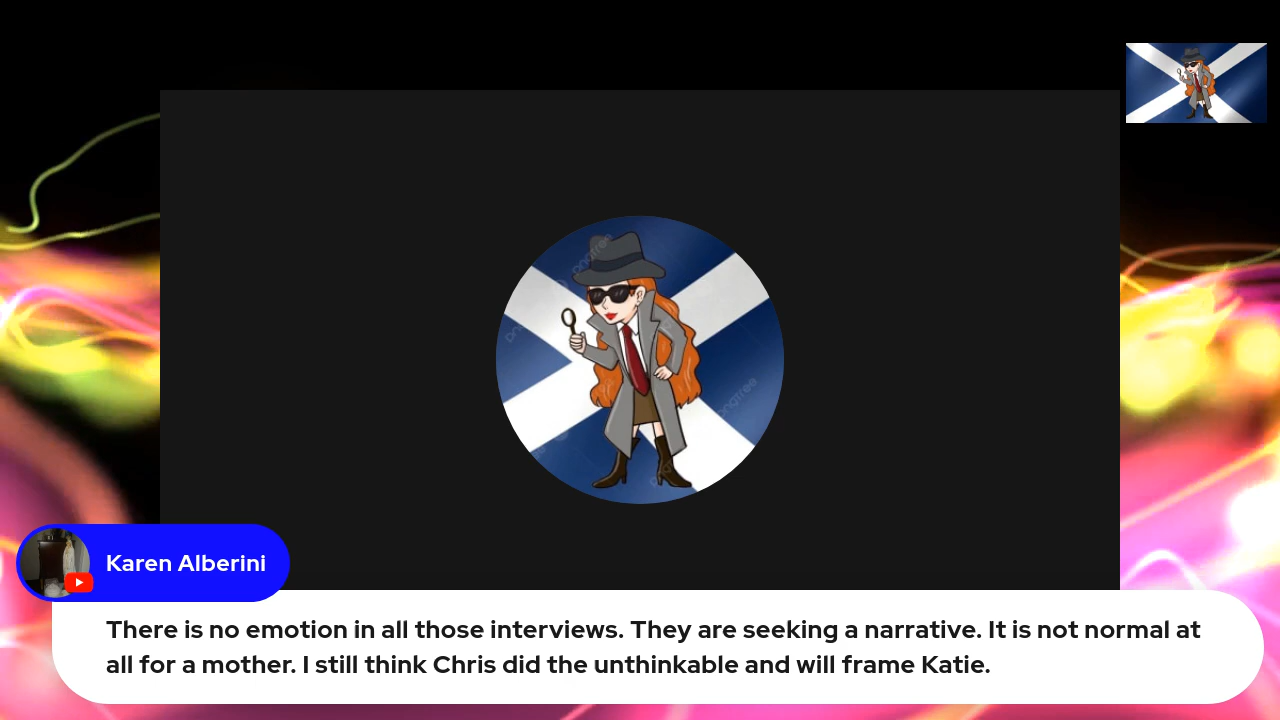 Karen Alberini
There is no emotion in all those interviews. They are seeking a narrative. It is not normal at
all for a mother. I still think Chris did the unthinkable and will frame Katie.